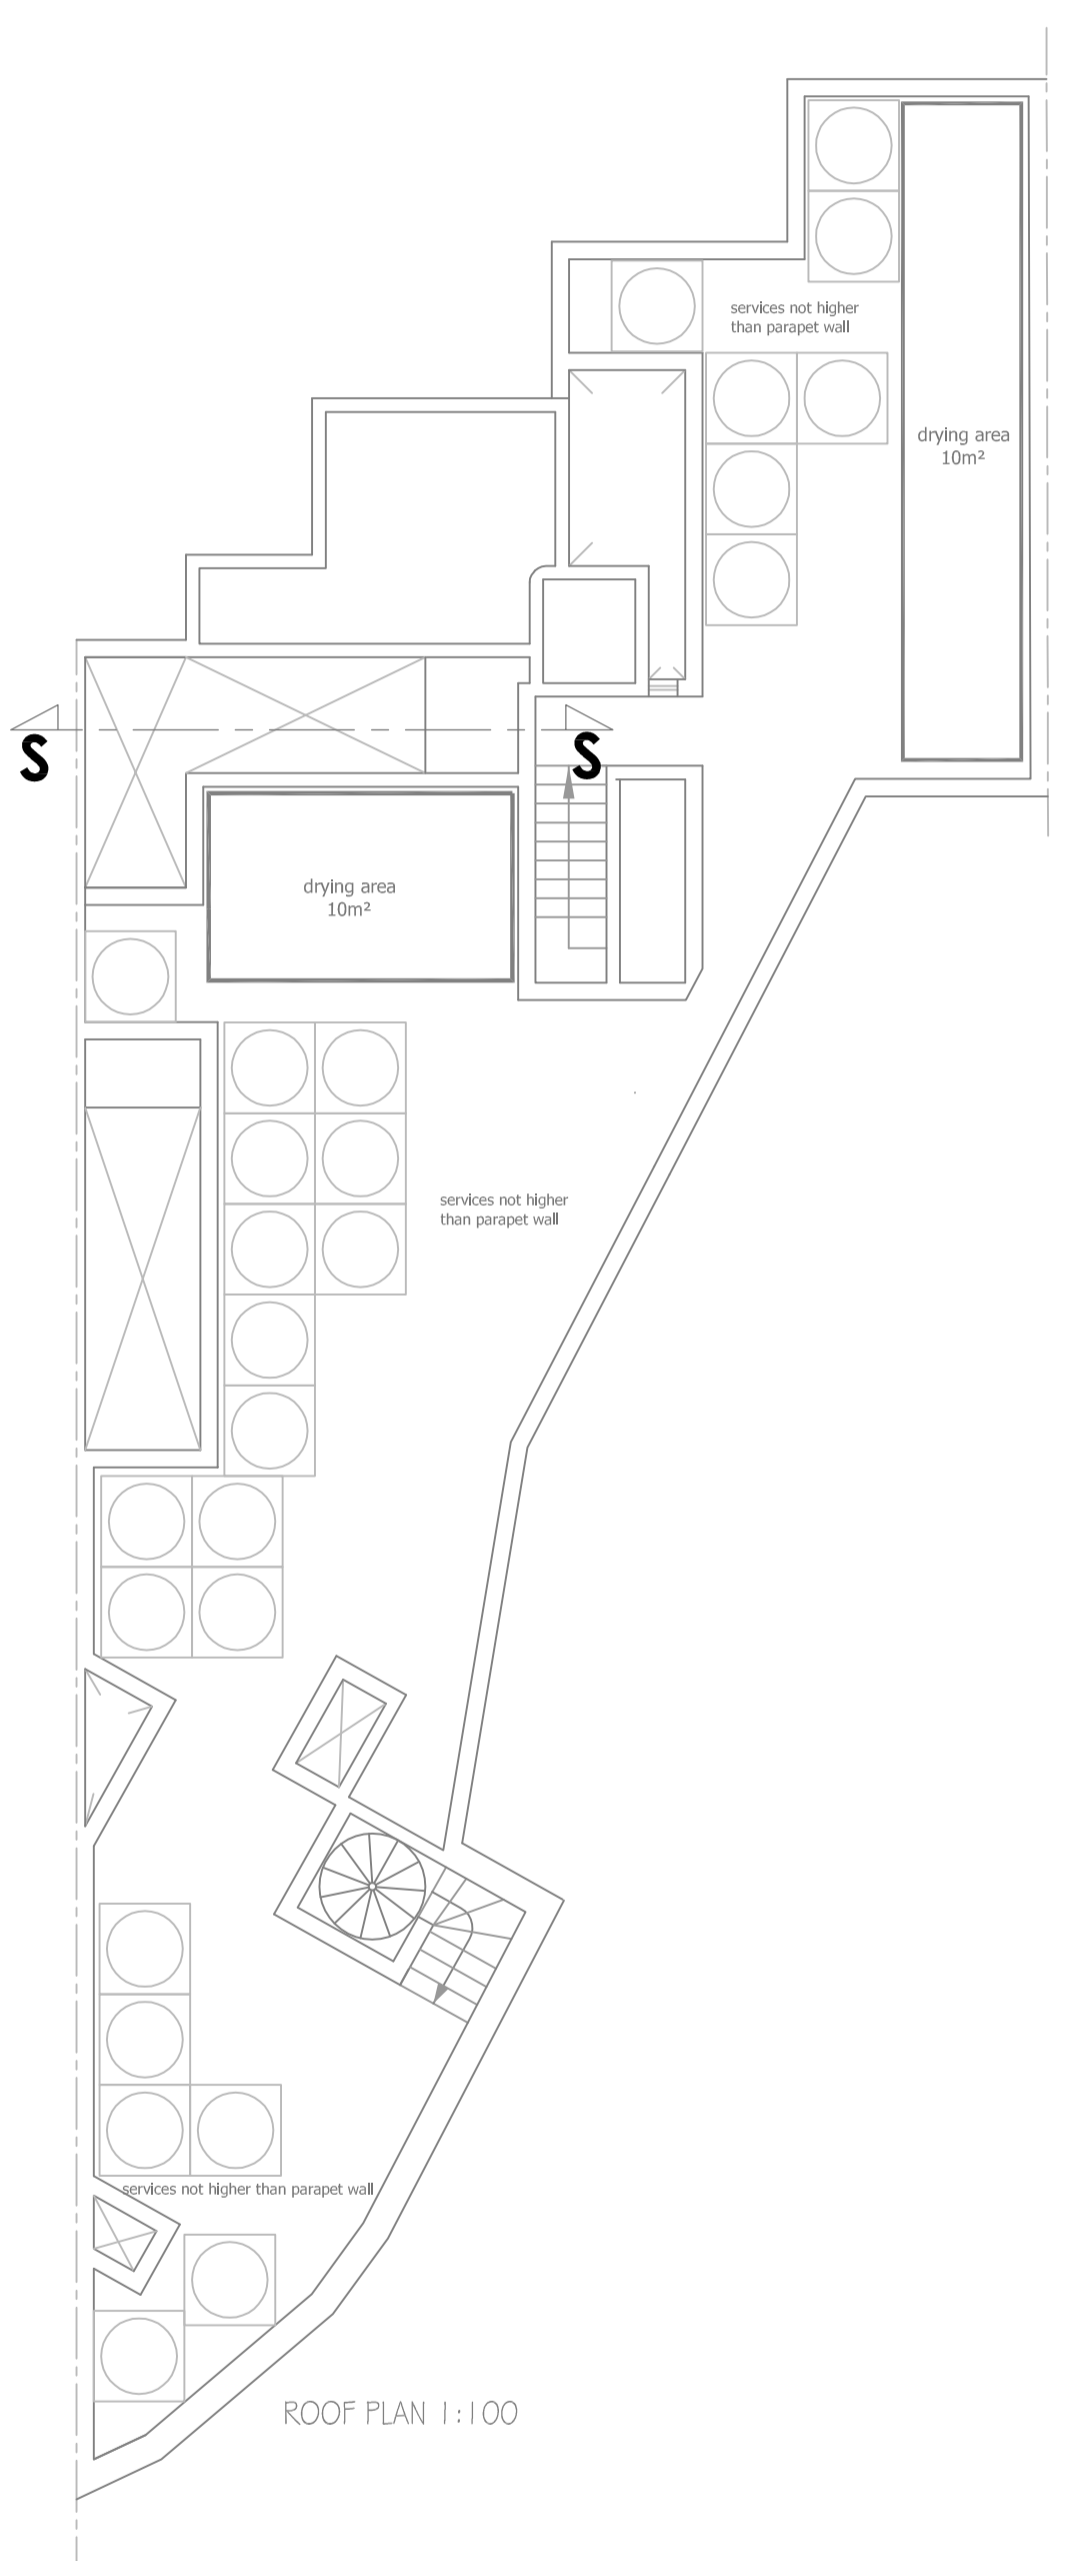 services not higher
than parapet wall
drying area
10m²
S S
drying area
10m²
services not higher
than parapet wall
services not higher than parapet wall
ROOF PLAN 1:100